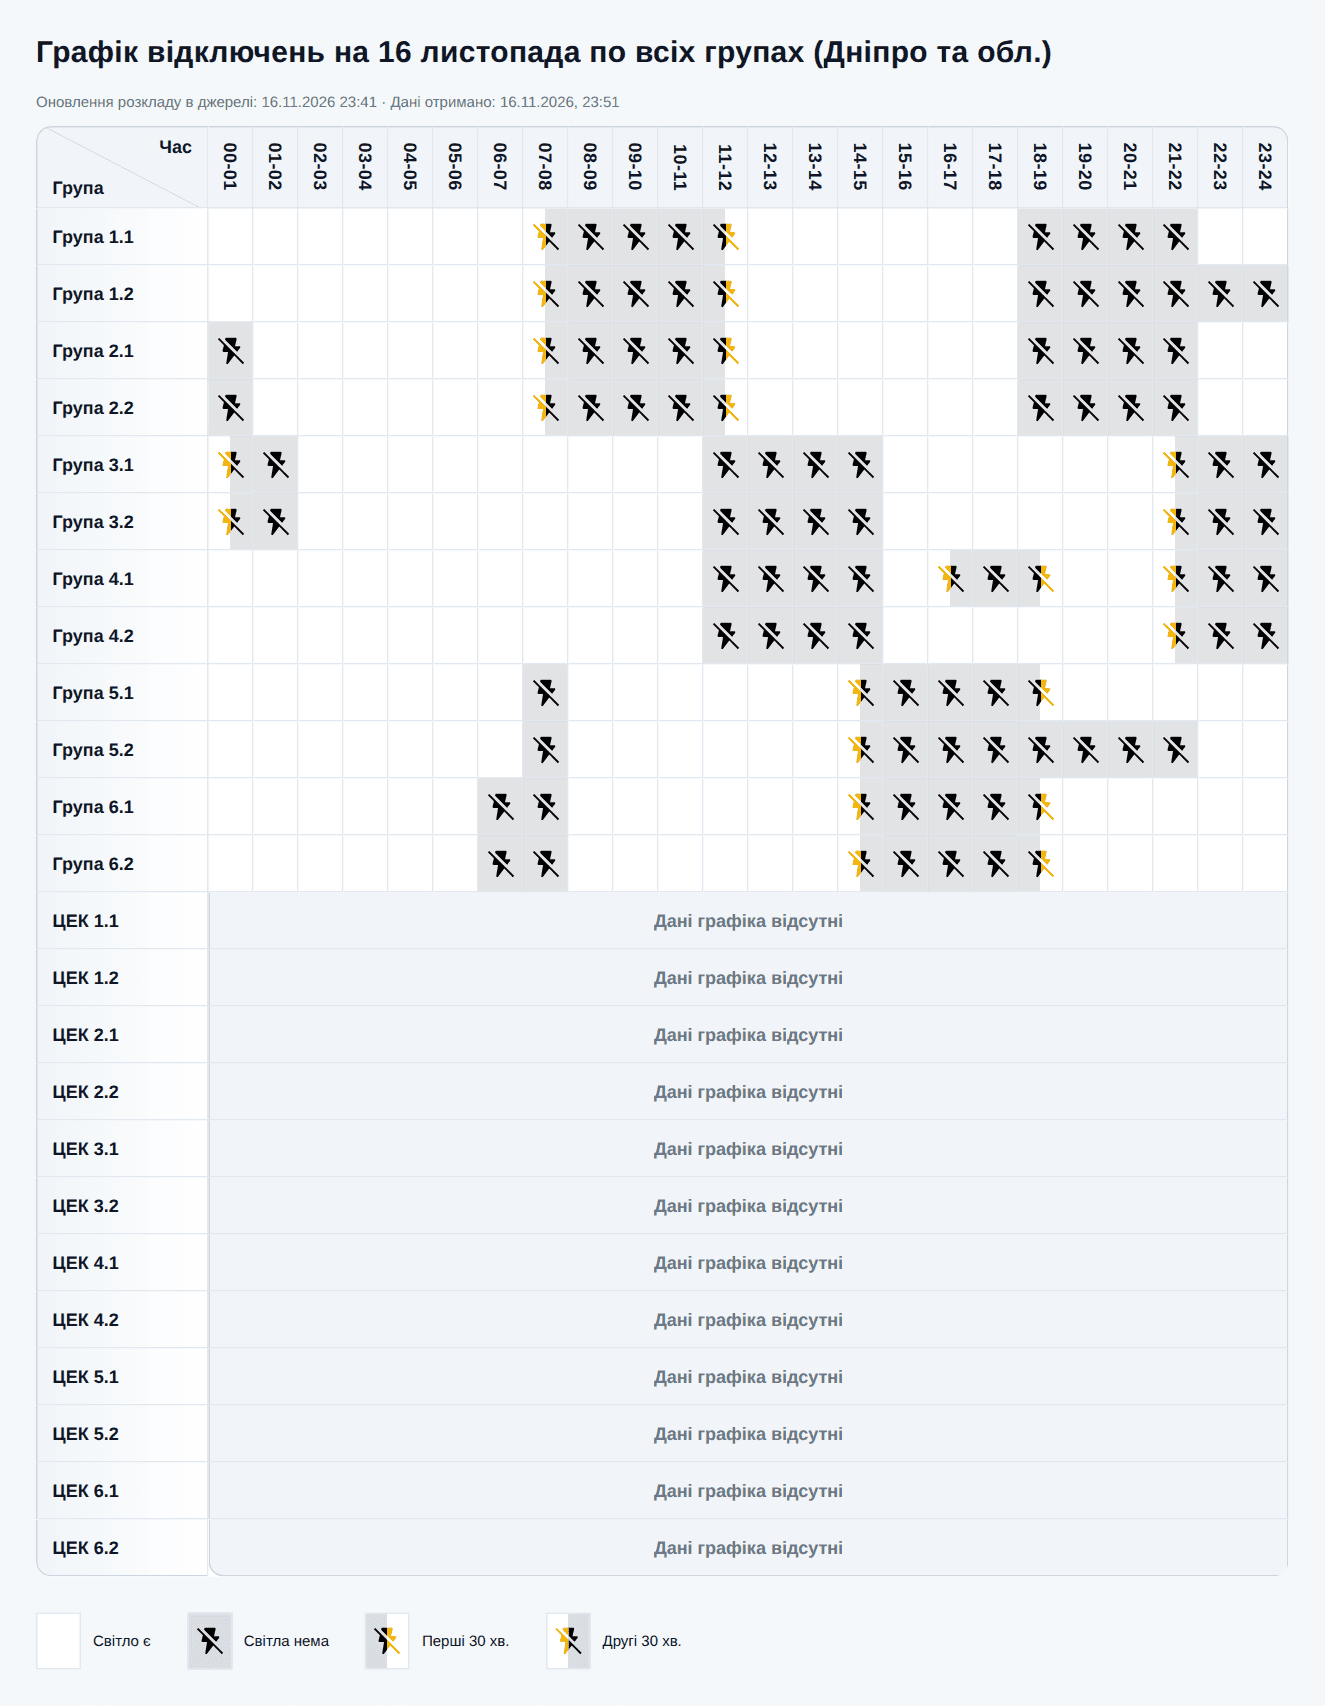 Графік відключень на 16 листопада по всіх групах (Дніпро та обл.)
Оновлення розкладу в джерелі: 16.11.2026 23:41 · Дані отримано: 16.11.2026, 23:51
Час
Група
00-01 01-02 02-03 03-04 04-05 05-06 06-07 07-08 08-09 09-10 10-11 11-12 12-13 13-14 14-15 15-16 16-17 17-18 18-19 19-20 20-21 21-22 22-23 23-24
Група 1.1
Група 1.2
Група 2.1
Група 2.2
Група 3.1
Група 3.2
Група 4.1
Група 4.2
Група 5.1
Група 5.2
Група 6.1
Група 6.2
ЦЕК 1.1 Дані графіка відсутні
ЦЕК 1.2 Дані графіка відсутні
ЦЕК 2.1 Дані графіка відсутні
ЦЕК 2.2 Дані графіка відсутні
ЦЕК 3.1 Дані графіка відсутні
ЦЕК 3.2 Дані графіка відсутні
ЦЕК 4.1 Дані графіка відсутні
ЦЕК 4.2 Дані графіка відсутні
ЦЕК 5.1 Дані графіка відсутні
ЦЕК 5.2 Дані графіка відсутні
ЦЕК 6.1 Дані графіка відсутні
ЦЕК 6.2 Дані графіка відсутні
Світло є Світла нема Перші 30 хв. Другі 30 хв.